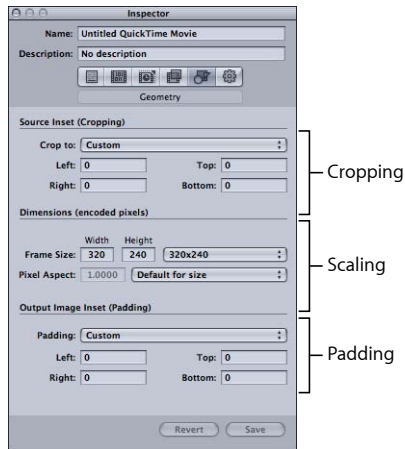 Inspector
Name: Untitled QuickTime Movie
Description: No description
Geometry
Source Inset (Cropping)
Crop to: Custom
Left: 0 Top: 0
Right: 0 Bottom: 0
Cropping
Dimensions (encoded pixels)
Width Height
Frame Size: 320 240 320x240
Pixel Aspect: 1.0000 Default for size
Scaling
Output Image Inset (Padding)
Padding: Custom
Left: 0 Top: 0
Right: 0 Bottom: 0
Padding
Revert Save